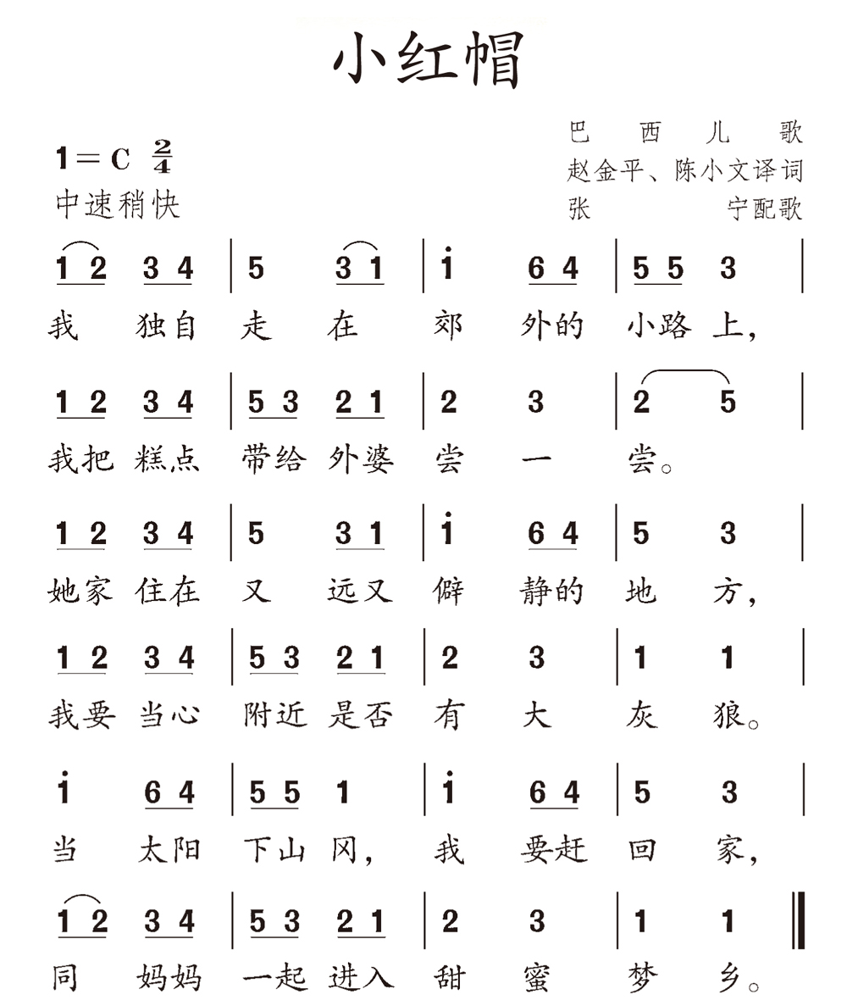 小红帽
巴西儿歌
1=C 2/4
赵金平、陈小文译词
中速稍快
张宁配歌
1 2 3 4 | 5 3 1 | i 6 4 | 5 5 3 |
我 独自 走 在 郊 外的 小路 上，
1 2 3 4 | 5 3 2 1 | 2 3 | 2 5 |
我把 糕点 带给 外婆 尝 一 尝。
1 2 3 4 | 5 3 1 | i 6 4 | 5 3 |
她家 住在 又 远又 僻 静的 地 方，
1 2 3 4 | 5 3 2 1 | 2 3 | 1 1 |
我要 当心 附近 是否 有 大 灰 狼。
i 6 4 | 5 5 1 | i 6 4 | 5 3 |
当 太阳 下山 冈， 我 要赶 回 家，
1 2 3 4 | 5 3 2 1 | 2 3 | 1 1 ‖
同 妈妈 一起 进入 甜 蜜 梦 乡。